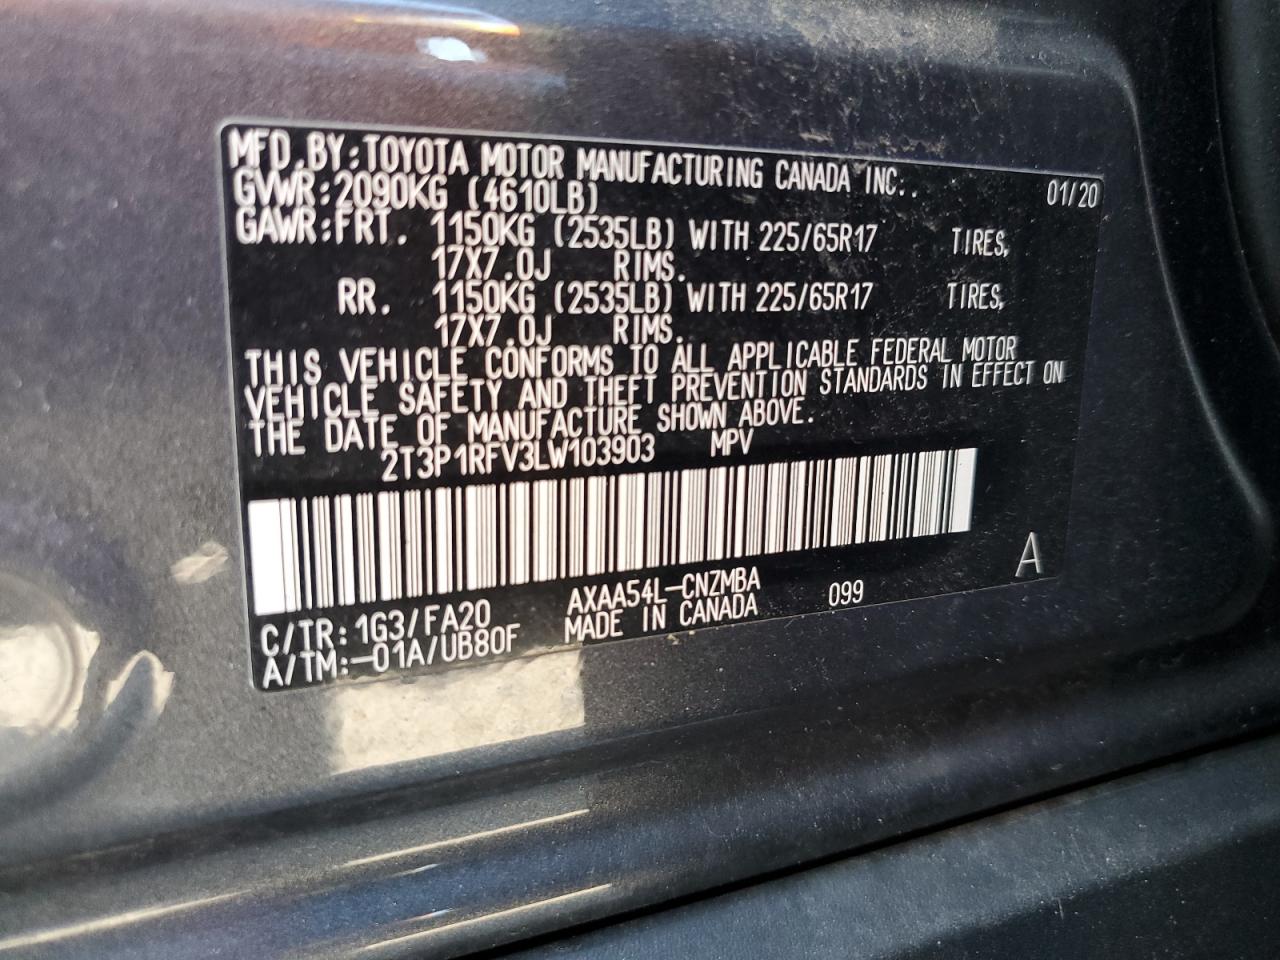 MFD.BY:TOYOTA MOTOR MANUFACTURING CANADA INC.. 01/20
GVWR:2090KG (4610LB)
GAWR:FRT. 1150KG (2535LB) WITH 225/65R17 TIRES,
17X7.0J RIMS.
RR. 1150KG (2535LB) WITH 225/65R17 TIRES,
17X7.0J RIMS.
THIS VEHICLE CONFORMS TO ALL APPLICABLE FEDERAL MOTOR
VEHICLE SAFETY AND THEFT PREVENTION STANDARDS IN EFFECT ON
THE DATE OF MANUFACTURE SHOWN ABOVE.
2T3P1RFV3LW103903 MPV
A
C/TR:1G3/FA20 AXAA54L-CNZMBA 099
A/TM:-01A/UB80F MADE IN CANADA